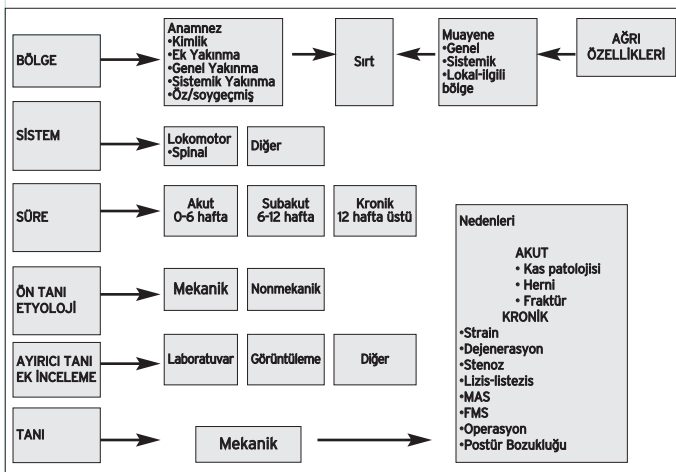 BÖLGE
Anamnez
•Kimlik
•Ek Yakınma
•Genel Yakınma
•Sistemik Yakınma
•Öz/soygeçmiş
Sırt
Muayene
•Genel
•Sistemik
•Lokal-ilgili
bölge
AĞRI
ÖZELLİKLERİ
SİSTEM
Lokomotor
•Spinal
Diğer
SÜRE
Akut
0-6 hafta
Subakut
6-12 hafta
Kronik
12 hafta üstü
ÖN TANI
ETYOLOJİ
Mekanik
Nonmekanik
AYIRICI TANI
EK İNCELEME
Laboratuvar
Görüntüleme
Diğer
TANI
Mekanik
Nedenleri
AKUT
• Kas patolojisi
• Herni
• Fraktür
KRONİK
•Strain
•Dejenerasyon
•Stenoz
•Lizis-listezis
•MAS
•FMS
•Operasyon
•Postür Bozukluğu